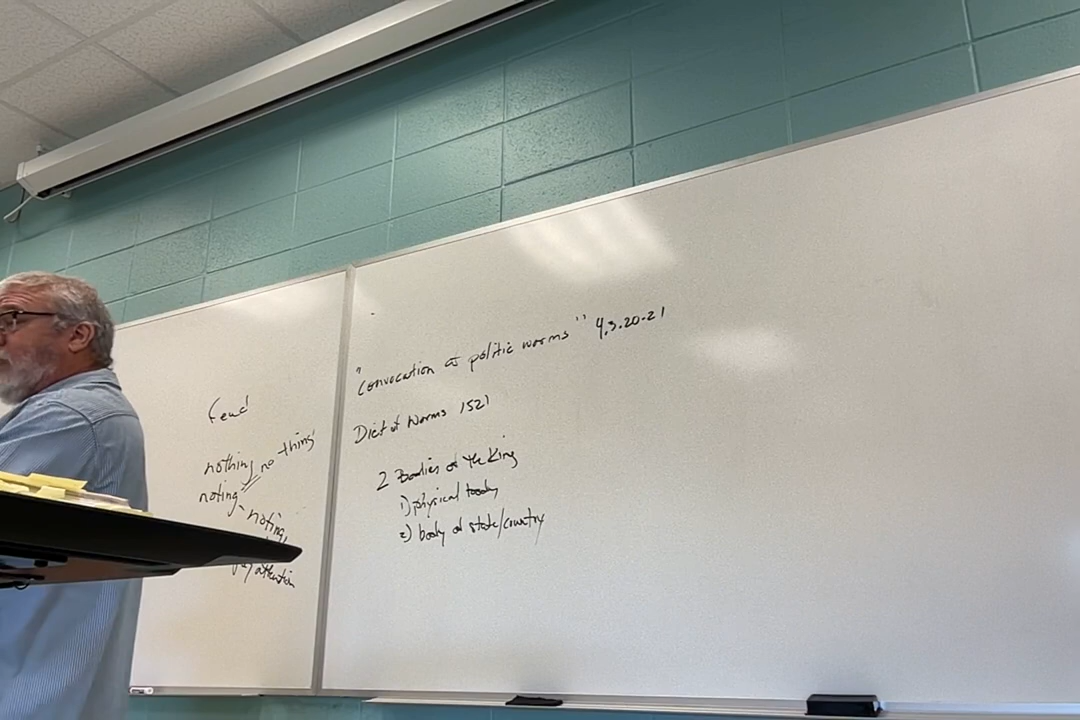 Feud
nothing, no thing
noting - noting,
pay attention
"convocation of politic worms" 4.3.20-21
Diet of Worms 1521
2 Bodies of the King
1) physical body
2) body of state/country